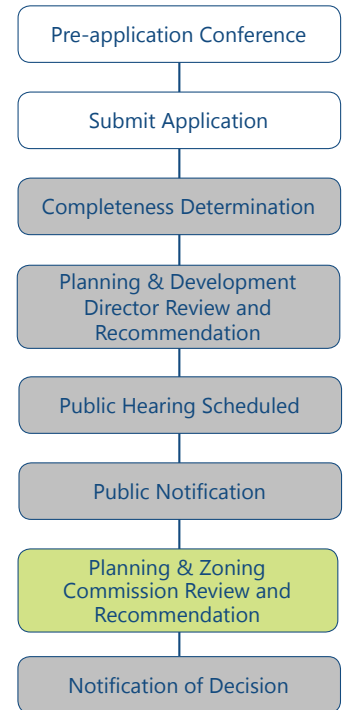 Pre-application Conference
Submit Application
Completeness Determination
Planning & Development
Director Review and
Recommendation
Public Hearing Scheduled
Public Notification
Planning & Zoning
Commission Review and
Recommendation
Notification of Decision